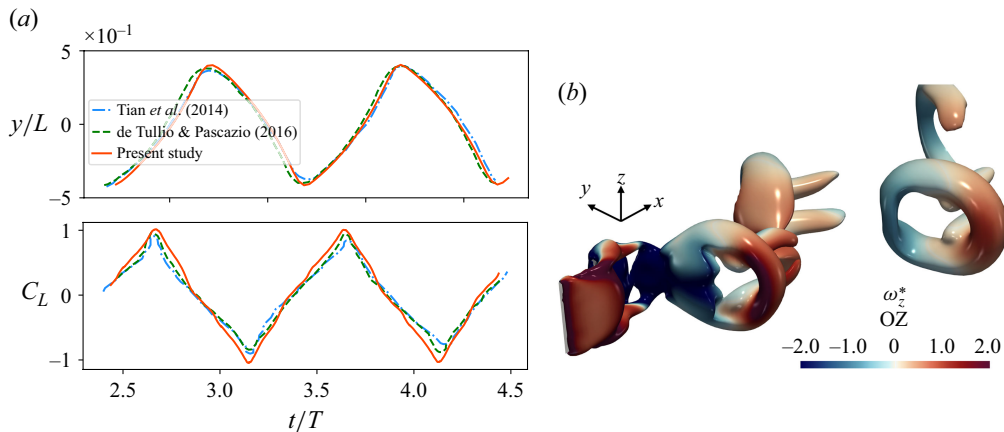 (a)
×10⁻¹
5
y/L
0
−5
Tian et al. (2014)
de Tullio & Pascazio (2016)
Present study
1
C_L
0
−1
2.5 3.0 3.5 4.0 4.5
t/T
(b)
y z x
ω_z^*
OZ
−2.0 −1.0 0 1.0 2.0